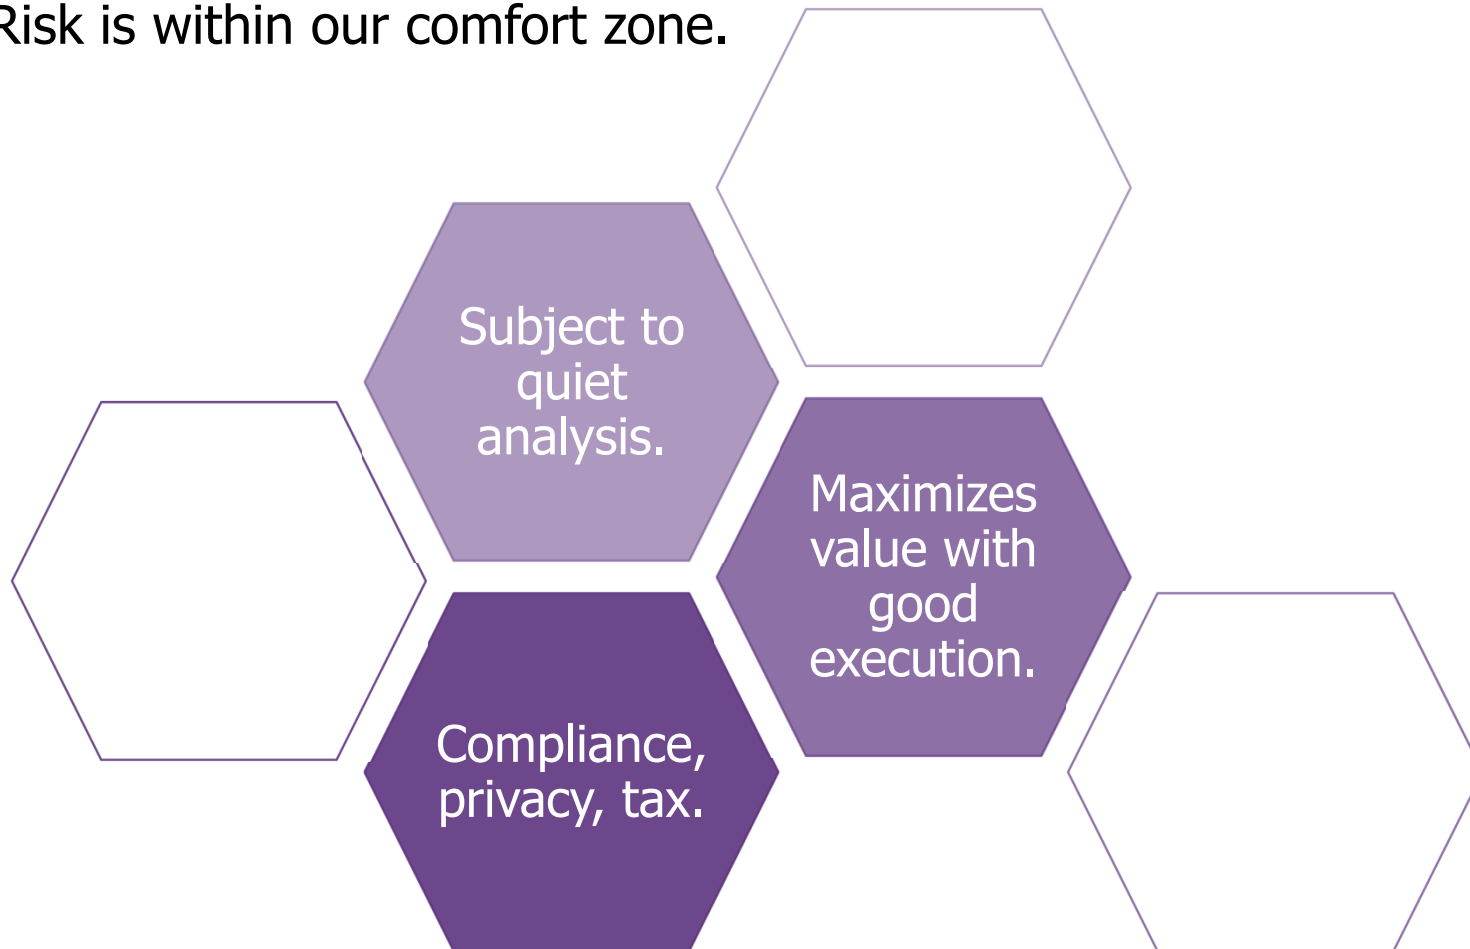 Risk is within our comfort zone.
Subject to
quiet
analysis.
Maximizes
value with
good
execution.
Compliance,
privacy, tax.